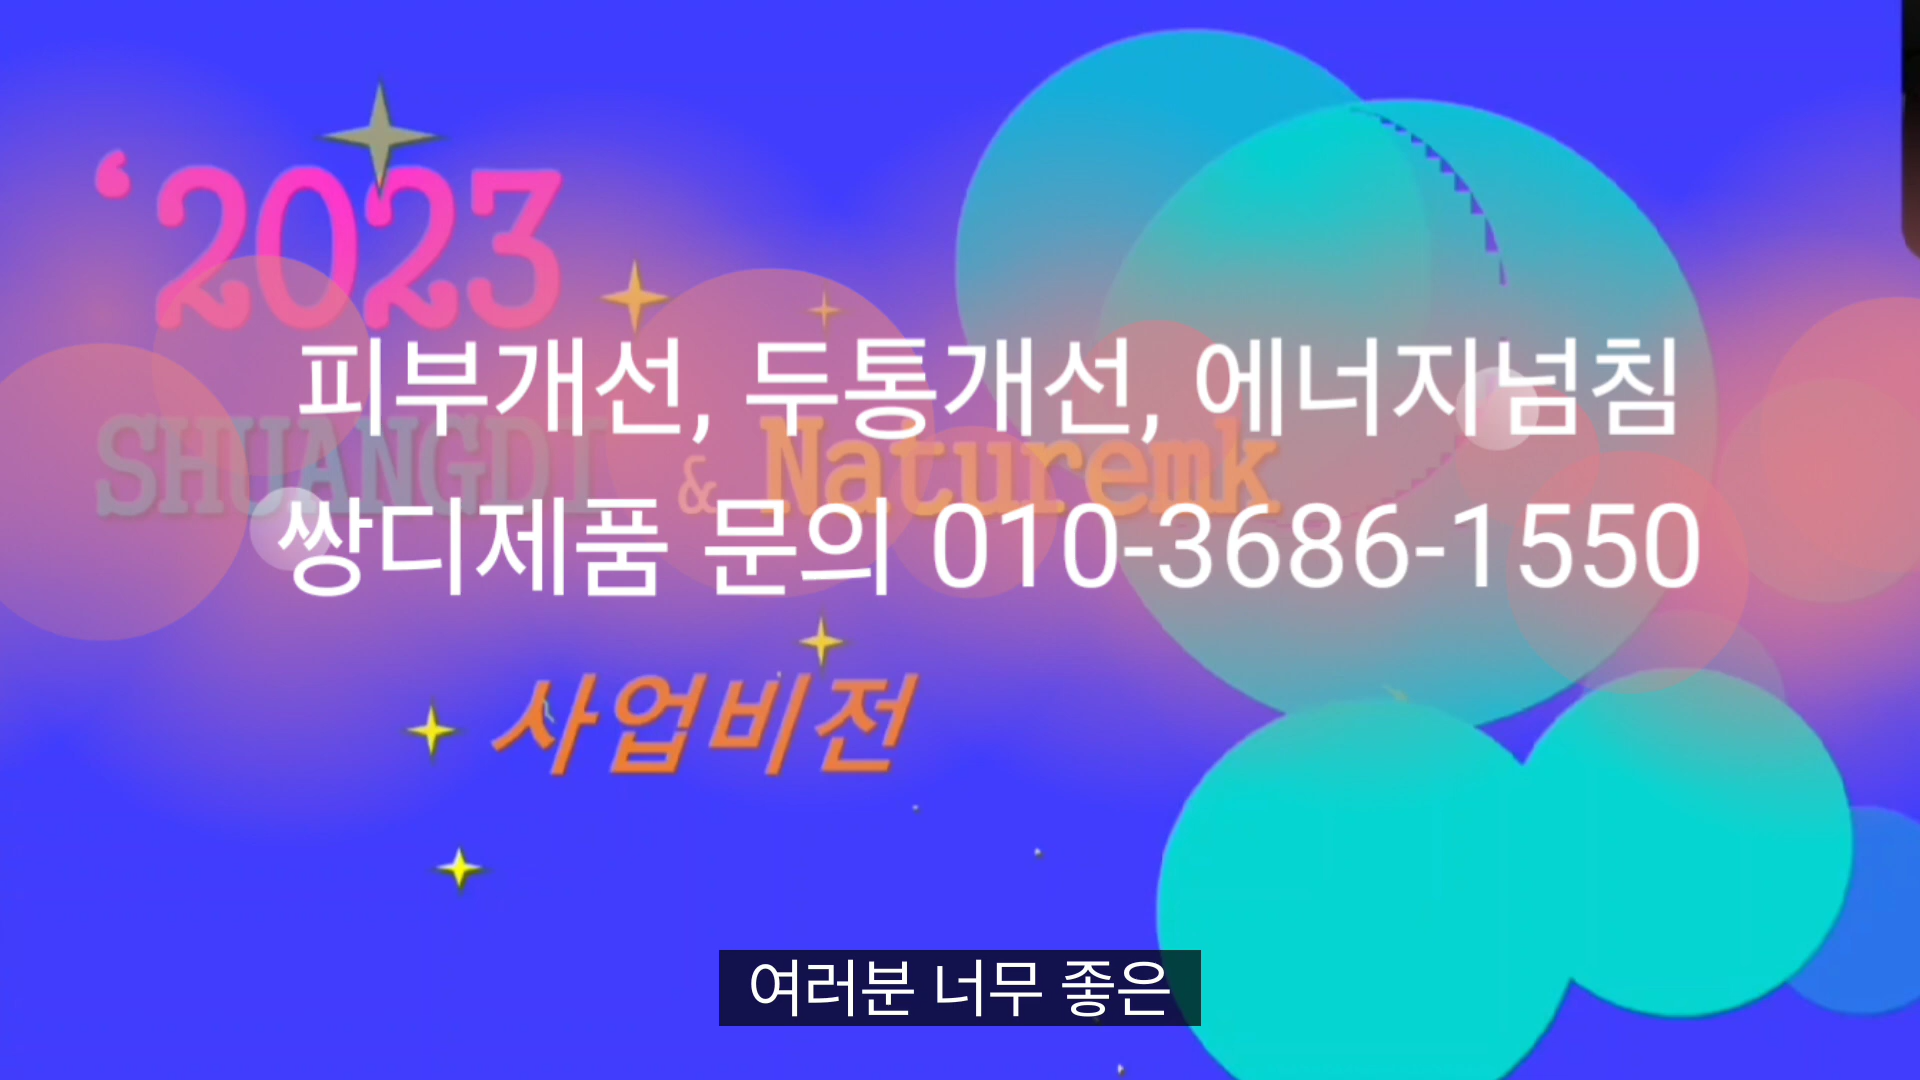 ‘2023
피부개선, 두통개선, 에너지넘침
SHUANGDI & Naturemk
쌍디제품 문의 010-3686-1550
사업비전
여러분 너무 좋은